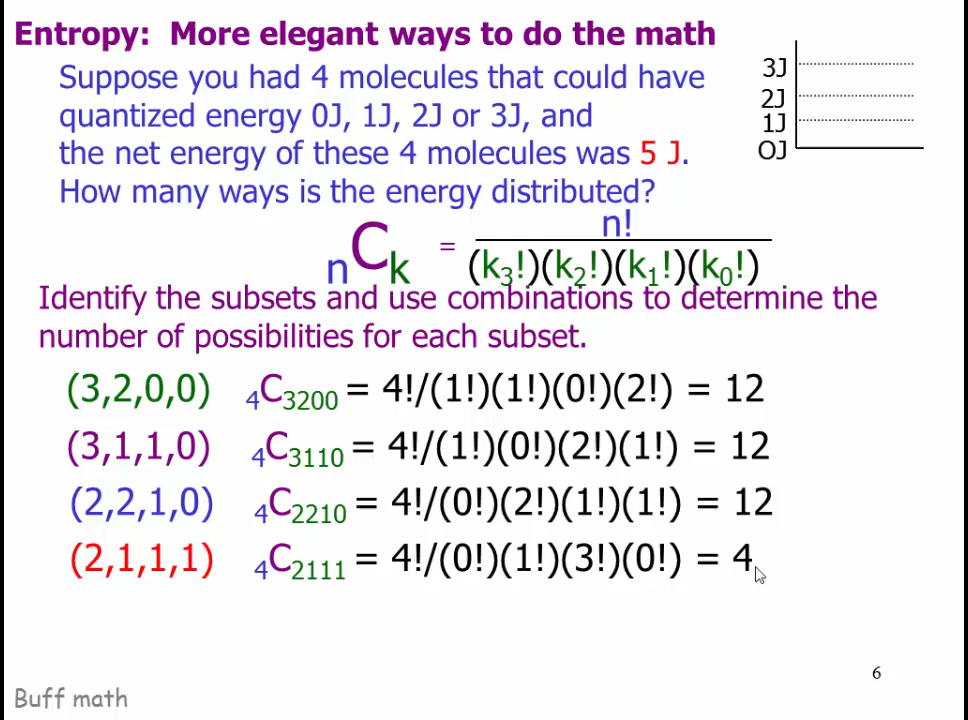 Entropy: More elegant ways to do the math
Suppose you had 4 molecules that could have
quantized energy 0J, 1J, 2J or 3J, and
the net energy of these 4 molecules was 5 J.
How many ways is the energy distributed?
3J
2J
1J
OJ
nCk = n! / (k3!)(k2!)(k1!)(k0!)
Identify the subsets and use combinations to determine the
number of possibilities for each subset.
(3,2,0,0) 4C3200 = 4!/(1!)(1!)(0!)(2!) = 12
(3,1,1,0) 4C3110 = 4!/(1!)(0!)(2!)(1!) = 12
(2,2,1,0) 4C2210 = 4!/(0!)(2!)(1!)(1!) = 12
(2,1,1,1) 4C2111 = 4!/(0!)(1!)(3!)(0!) = 4
6
Buff math